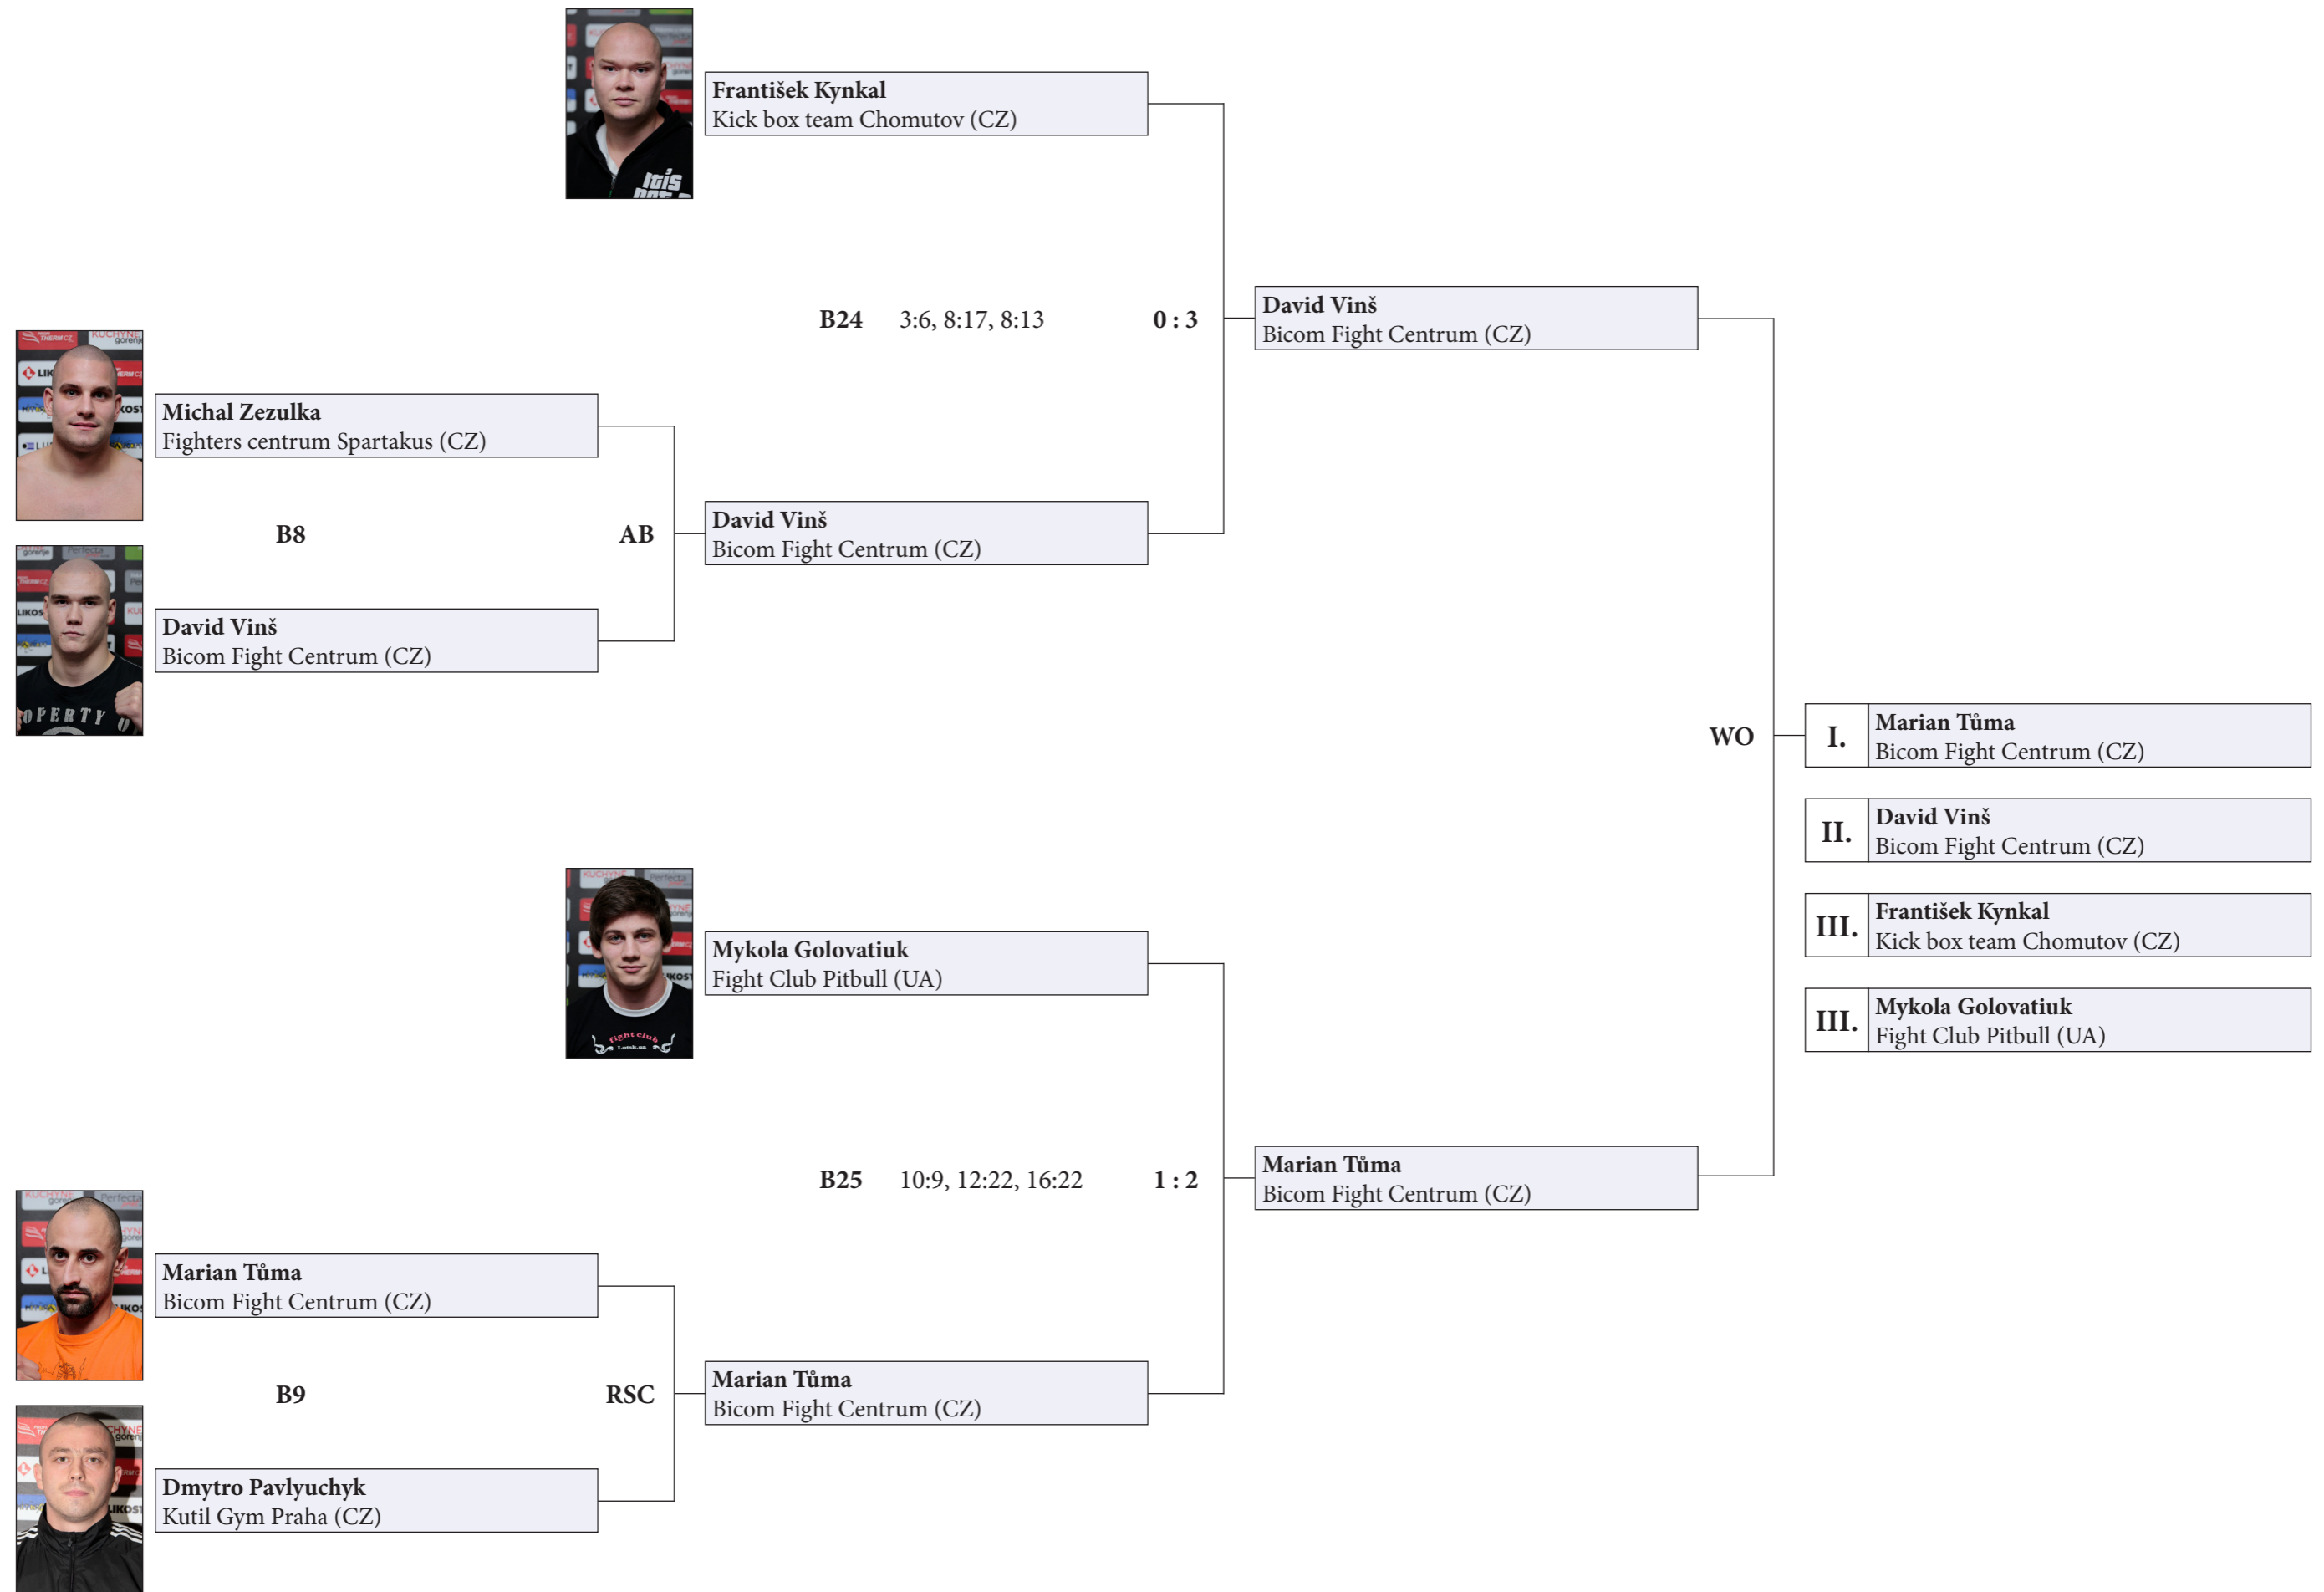 František Kynkal
Kick box team Chomutov (CZ)
B24 3:6, 8:17, 8:13 0 : 3
David Vinš
Bicom Fight Centrum (CZ)
Michal Zezulka
Fighters centrum Spartakus (CZ)
B8 AB
David Vinš
Bicom Fight Centrum (CZ)
David Vinš
Bicom Fight Centrum (CZ)
WO
I. Marian Tůma
Bicom Fight Centrum (CZ)
II. David Vinš
Bicom Fight Centrum (CZ)
III. František Kynkal
Kick box team Chomutov (CZ)
III. Mykola Golovatiuk
Fight Club Pitbull (UA)
Mykola Golovatiuk
Fight Club Pitbull (UA)
B25 10:9, 12:22, 16:22 1 : 2
Marian Tůma
Bicom Fight Centrum (CZ)
Marian Tůma
Bicom Fight Centrum (CZ)
B9 RSC
Marian Tůma
Bicom Fight Centrum (CZ)
Dmytro Pavlyuchyk
Kutil Gym Praha (CZ)